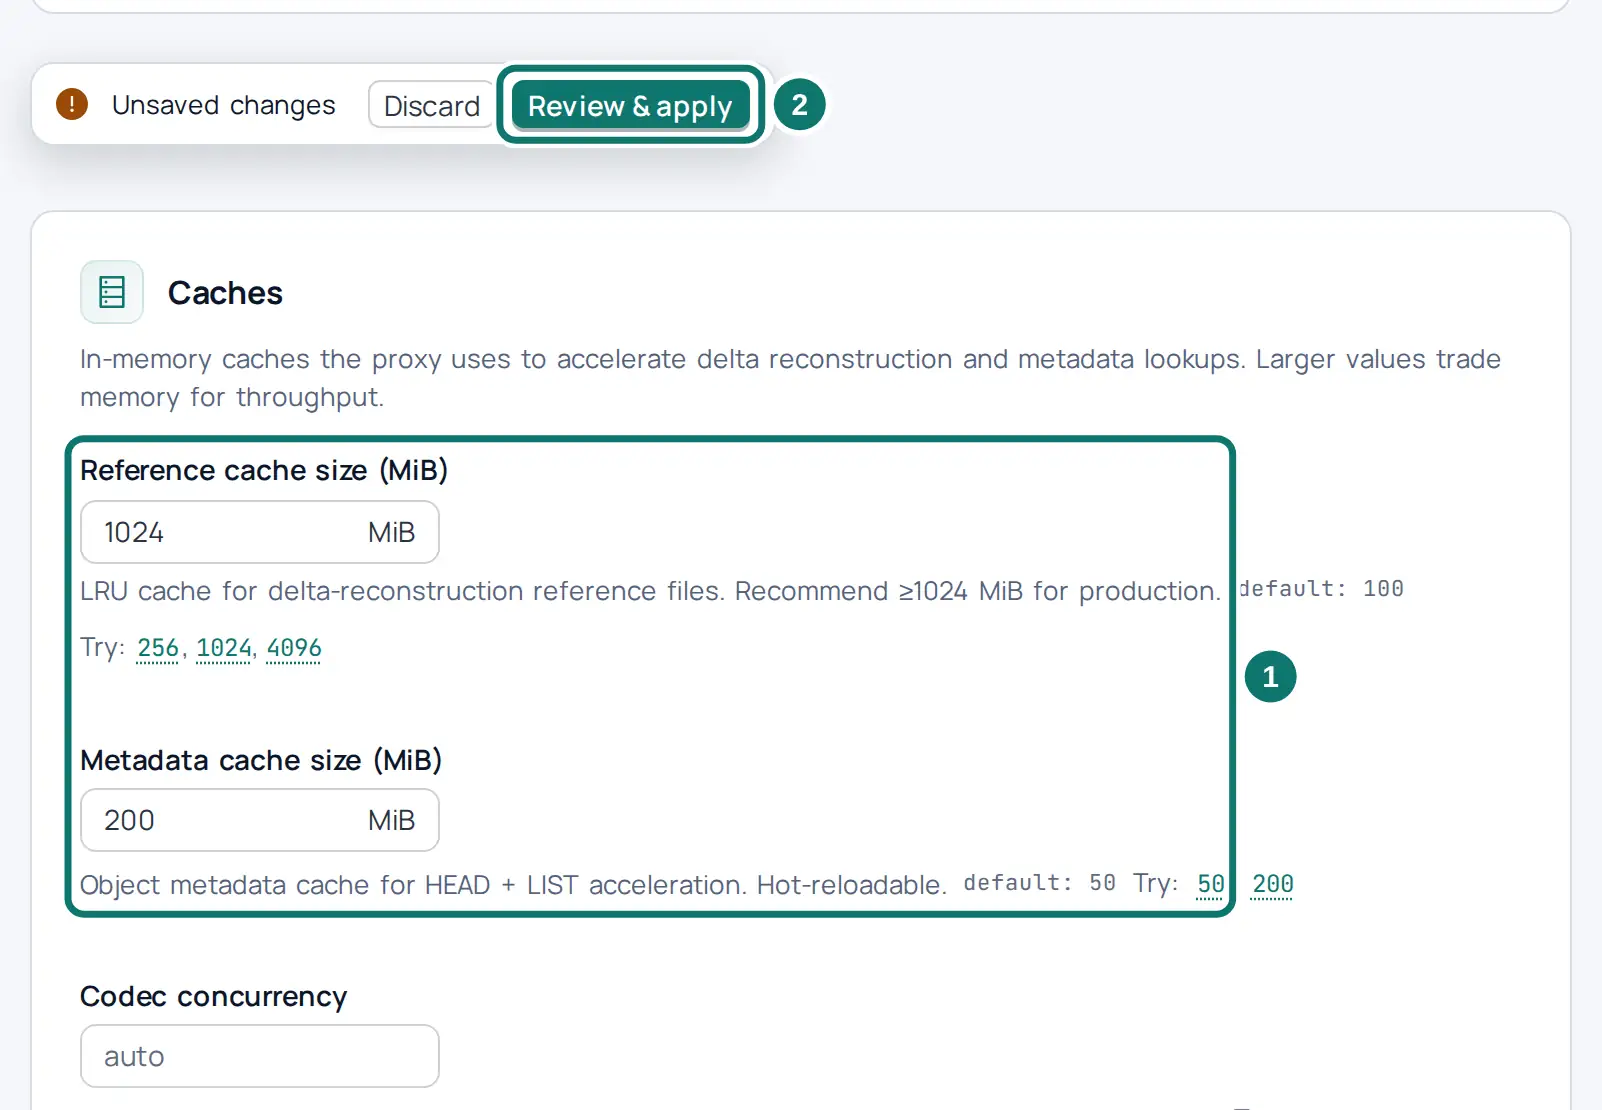 ! Unsaved changes Discard Review & apply 2
Caches
In-memory caches the proxy uses to accelerate delta reconstruction and metadata lookups. Larger values trade
memory for throughput.
Reference cache size (MiB)
1024 MiB
LRU cache for delta-reconstruction reference files. Recommend ≥1024 MiB for production. default: 100
Try: 256, 1024, 4096
1
Metadata cache size (MiB)
200 MiB
Object metadata cache for HEAD + LIST acceleration. Hot-reloadable. default: 50 Try: 50 200
Codec concurrency
auto